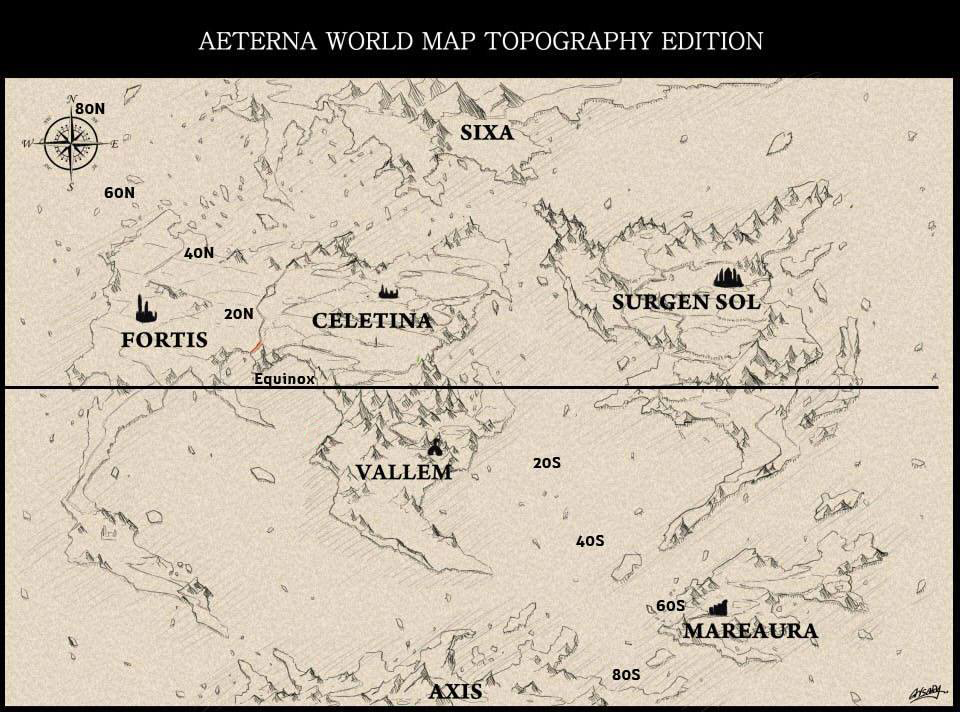 AETERNA WORLD MAP TOPOGRAPHY EDITION
N
80N
W
E
SIXA
S
60N
40N
SURGEN SOL
20N
CELETINA
FORTIS
Equinox
20S
VALLEM
40S
60S
MAREAURA
80S
AXIS